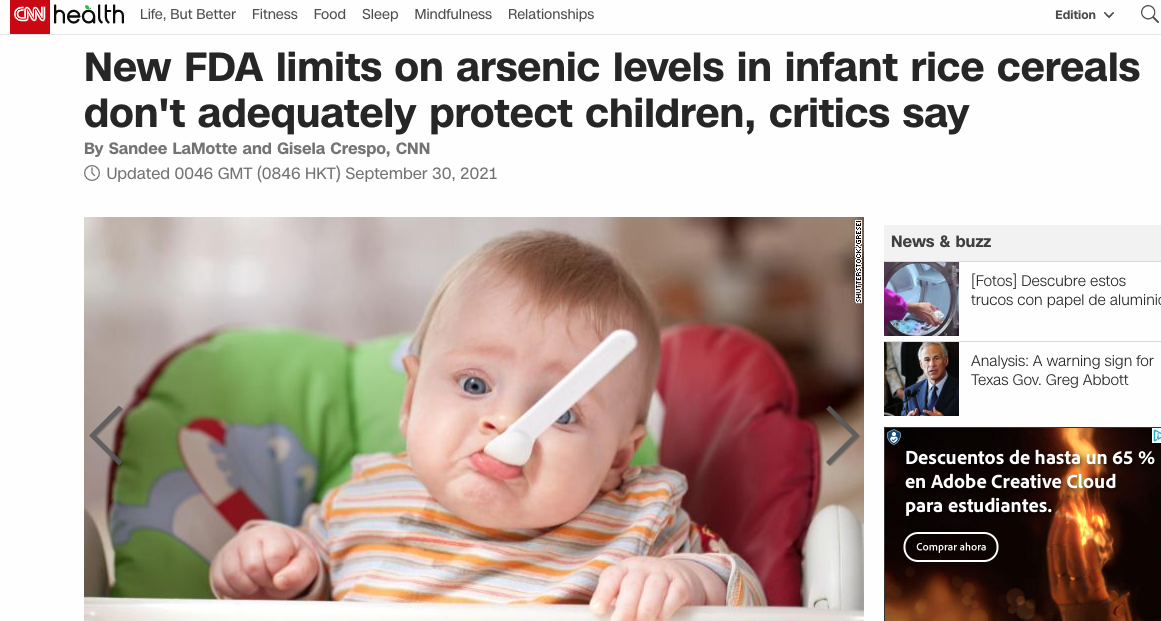 CNN health
Life, But Better Fitness Food Sleep Mindfulness Relationships
Edition
New FDA limits on arsenic levels in infant rice cereals
don't adequately protect children, critics say
By Sandee LaMotte and Gisela Crespo, CNN
Updated 0046 GMT (0846 HKT) September 30, 2021
SHUTTERSTOCK/GRESEI
News & buzz
[Fotos] Descubre estos
trucos con papel de aluminio
Analysis: A warning sign for
Texas Gov. Greg Abbott
Descuentos de hasta un 65 %
en Adobe Creative Cloud
para estudiantes.
Comprar ahora